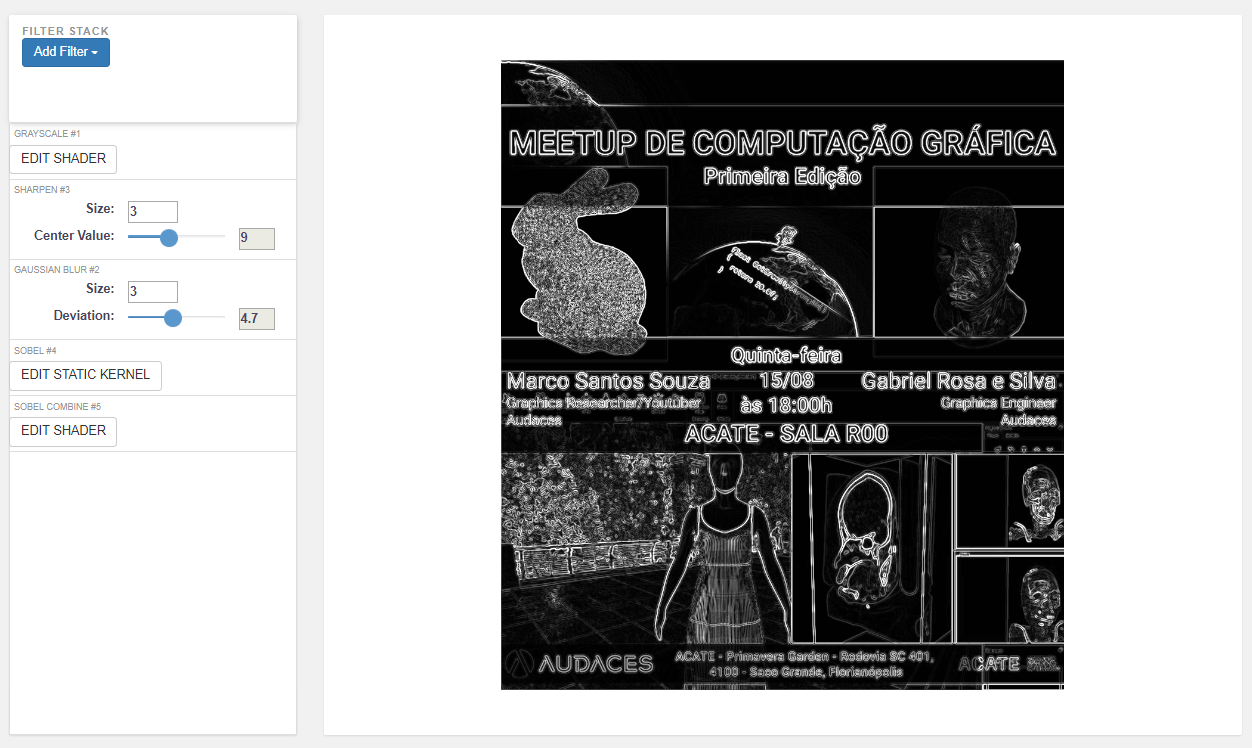 FILTER STACK
Add Filter
GRAYSCALE #1
EDIT SHADER
SHARPEN #3
Size: 3
Center Value: 9
GAUSSIAN BLUR #2
Size: 3
Deviation: 4.7
SOBEL #4
EDIT STATIC KERNEL
SOBEL COMBINE #5
EDIT SHADER
MEETUP DE COMPUTAÇÃO GRÁFICA
Primeira Edição
Quinta-feira
15/08
às 18:00h
Marco Santos Souza
Graphics Researcher/Youtuber
Audaces
Gabriel Rosa e Silva
Graphics Engineer
Audaces
ACATE - SALA R00
AUDACES
ACATE - Primavera Garden - Rodovia SC 401,
4100 - Saco Grande, Florianópolis
ACATE